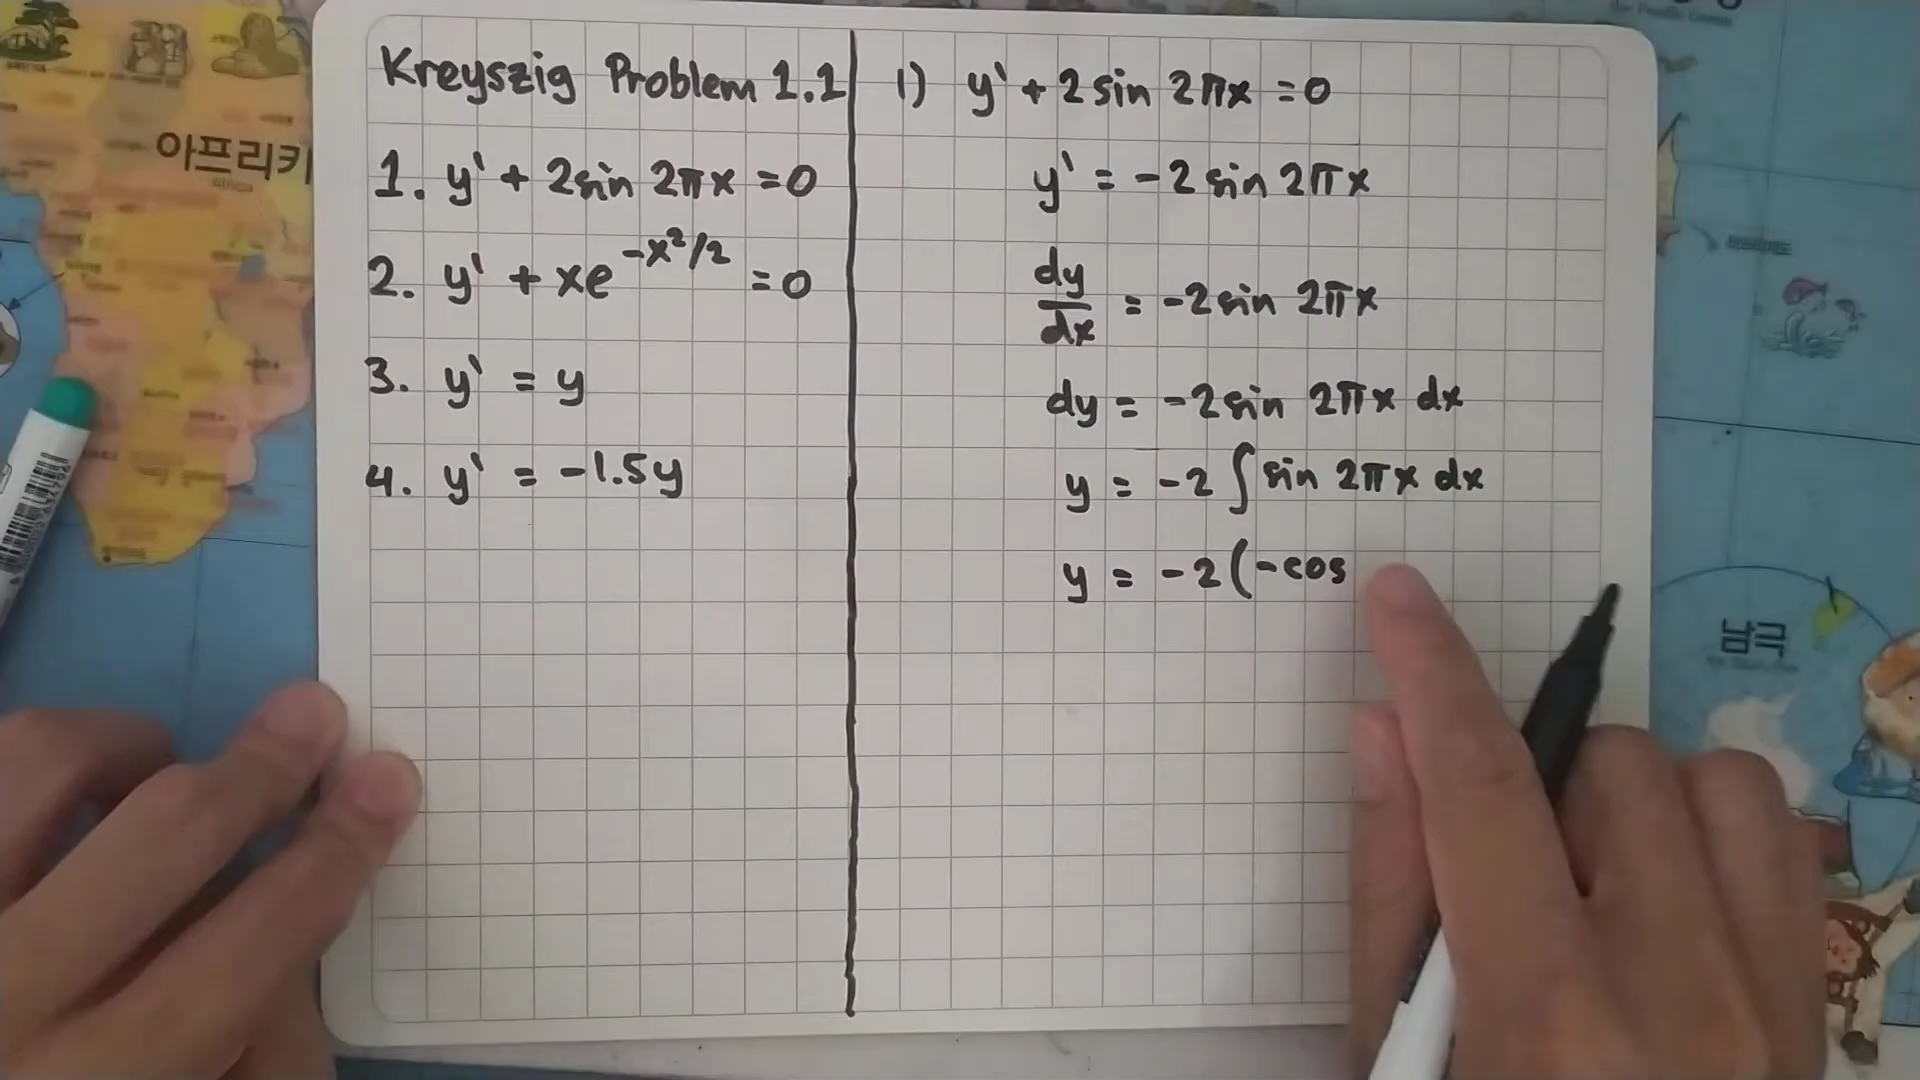 아프리카
Kreyszig Problem 1.1
1. y' + 2sin 2πx = 0
2. y' + xe^{-x²/2} = 0
3. y' = y
4. y' = -1.5y
1) y' + 2 sin 2πx = 0
y' = -2 sin 2πx
dy/dx = -2 sin 2πx
dy = -2 sin 2πx dx
y = -2 ∫ sin 2πx dx
y = -2 (-cos
남극